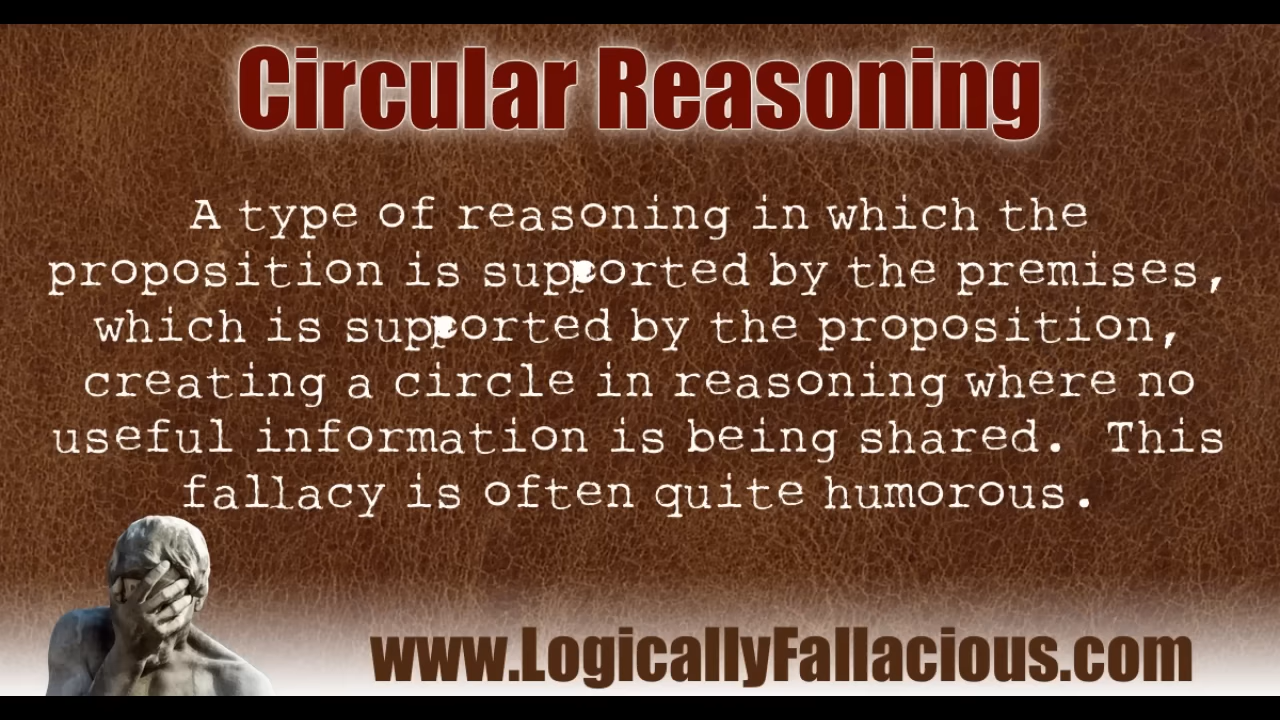 Circular Reasoning
A type of reasoning in which the
proposition is supported by the premises,
which is supported by the proposition,
creating a circle in reasoning where no
useful information is being shared.  This
fallacy is often quite humorous.
www.LogicallyFallacious.com